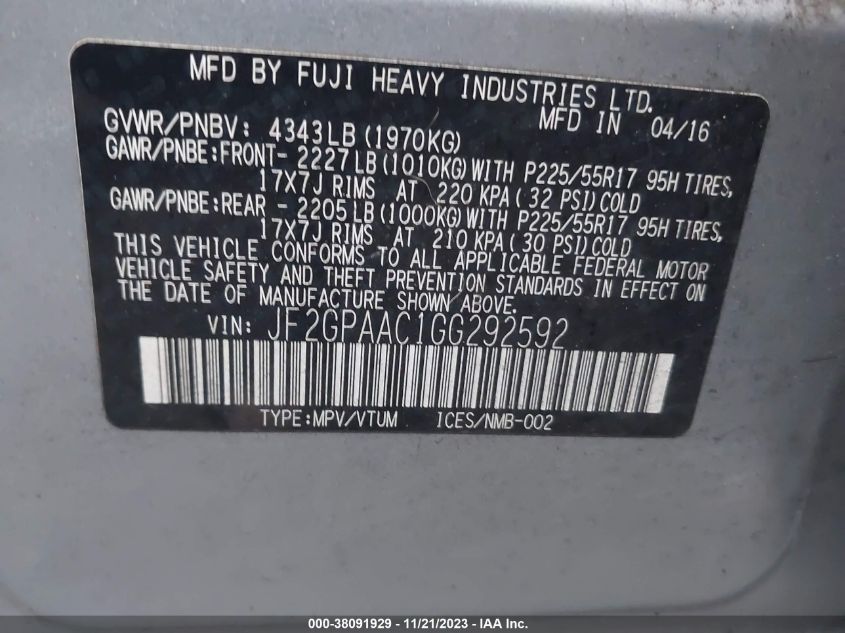 MFD BY FUJI HEAVY INDUSTRIES LTD.
MFD IN 04/16
GVWR/PNBV: 4343LB(1970KG)
GAWR/PNBE:FRONT- 2227LB(1010KG)WITH P225/55R17 95H TIRES,
17X7J RIMS AT 220 KPA(32 PSI)COLD
GAWR/PNBE:REAR - 2205LB(1000KG)WITH P225/55R17 95H TIRES,
17X7J RIMS AT 210 KPA(30 PSI)COLD
THIS VEHICLE CONFORMS TO ALL APPLICABLE FEDERAL MOTOR
VEHICLE SAFETY AND THEFT PREVENTION STANDARDS IN EFFECT ON
THE DATE OF MANUFACTURE SHOWN ABOVE.
VIN: JF2GPAAC1GG292592
TYPE:MPV/VTUM ICES/NMB-002
000-38091929 - 11/21/2023 - IAA Inc.